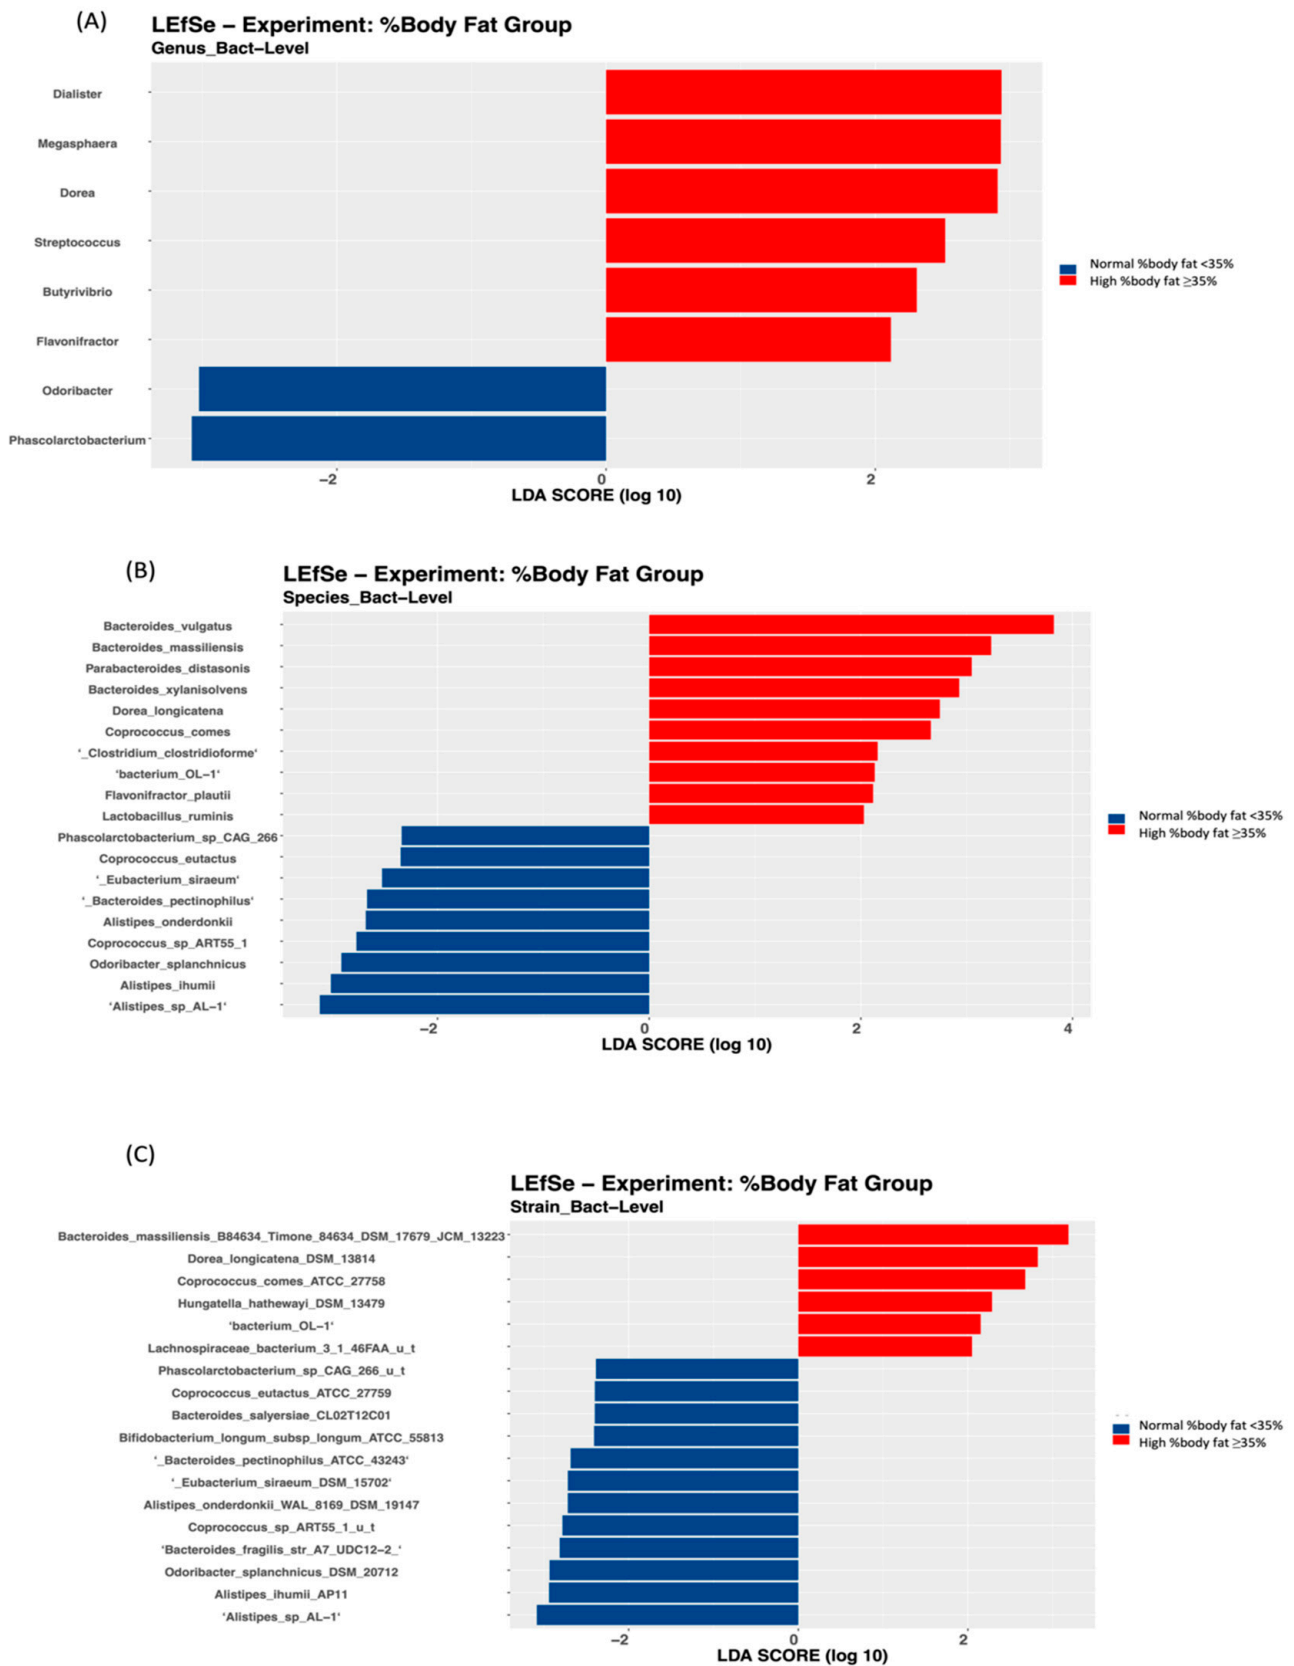 (A)
LEfSe – Experiment: %Body Fat Group
Genus_Bact–Level
Dialister
Megasphaera
Dorea
Streptococcus
Butyrivibrio
Flavonifractor
Odoribacter
Phascolarctobacterium
Normal %body fat <35%
High %body fat ≥35%
−2
0
2
LDA SCORE (log 10)
(B)
LEfSe – Experiment: %Body Fat Group
Species_Bact–Level
Bacteroides_vulgatus
Bacteroides_massiliensis
Parabacteroides_distasonis
Bacteroides_xylanisolvens
Dorea_longicatena
Coprococcus_comes
'_Clostridium_clostridioforme'
'bacterium_OL−1'
Flavonifractor_plautii
Lactobacillus_ruminis
Phascolarctobacterium_sp_CAG_266
Coprococcus_eutactus
'_Eubacterium_siraeum'
'_Bacteroides_pectinophilus'
Alistipes_onderdonkii
Coprococcus_sp_ART55_1
Odoribacter_splanchnicus
Alistipes_ihumii
'Alistipes_sp_AL−1'
Normal %body fat <35%
High %body fat ≥35%
−2
0
2
4
LDA SCORE (log 10)
(C)
LEfSe – Experiment: %Body Fat Group
Strain_Bact–Level
Bacteroides_massiliensis_B84634_Timone_84634_DSM_17679_JCM_13223
Dorea_longicatena_DSM_13814
Coprococcus_comes_ATCC_27758
Hungatella_hathewayi_DSM_13479
'bacterium_OL−1'
Lachnospiraceae_bacterium_3_1_46FAA_u_t
Phascolarctobacterium_sp_CAG_266_u_t
Coprococcus_eutactus_ATCC_27759
Bacteroides_salyersiae_CL02T12C01
Bifidobacterium_longum_subsp_longum_ATCC_55813
'_Bacteroides_pectinophilus_ATCC_43243'
'_Eubacterium_siraeum_DSM_15702'
Alistipes_onderdonkii_WAL_8169_DSM_19147
Coprococcus_sp_ART55_1_u_t
'Bacteroides_fragilis_str_A7_UDC12−2_'
Odoribacter_splanchnicus_DSM_20712
Alistipes_ihumii_AP11
'Alistipes_sp_AL−1'
Normal %body fat <35%
High %body fat ≥35%
−2
0
2
LDA SCORE (log 10)